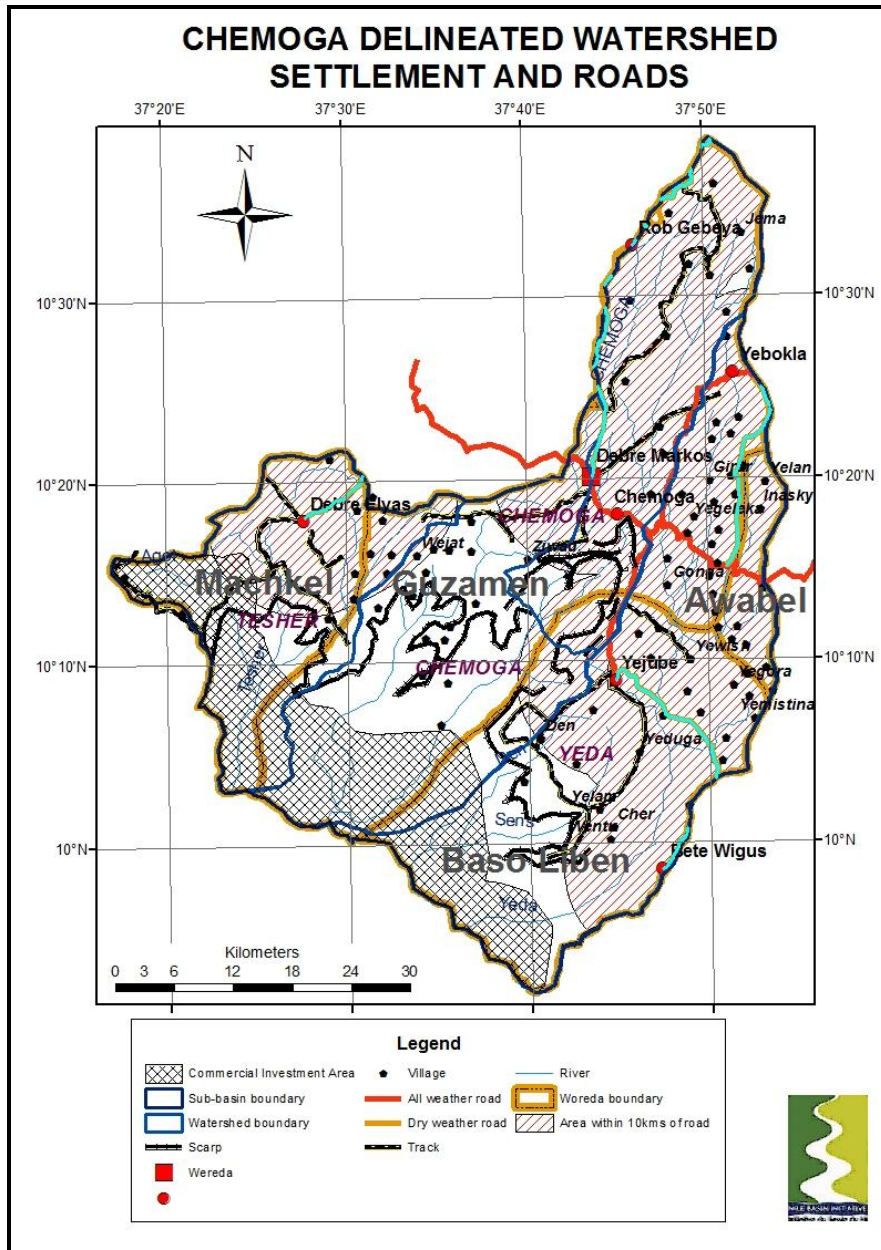 CHEMOGA DELINEATED WATERSHED
SETTLEMENT AND ROADS
37°20'E
37°30'E
37°40'E
37°50'E
N
Jema
Rob Gebeya
10°30'N
10°30'N
CHEMOGA
Yebokla
Debre Markos
10°20'N
10°20'N
Yelan
Debre Elyas
Chemoga
Inasky
CHEMOGA
Yegelska
Wejat
Machkel
Guzamen
Gonga
Awabel
TESHER
Yewish
10°10'N
10°10'N
CHEMOGA
Yejube
Tesher
Yegora
Yemistina
Den
YEDA
Yeduga
Yelam
Sens
Cher
10°N
10°N
Baso Liben
Bete Wigus
Yeda
Kilometers
0 3 6 12 18 24 30
Legend
Commercial Investment Area
Village
River
Sub-basin boundary
All weather road
Woreda boundary
Watershed boundary
Dry weather road
Area within 10kms of road
Scarp
Track
Wereda
NILE BASIN INITIATIVE